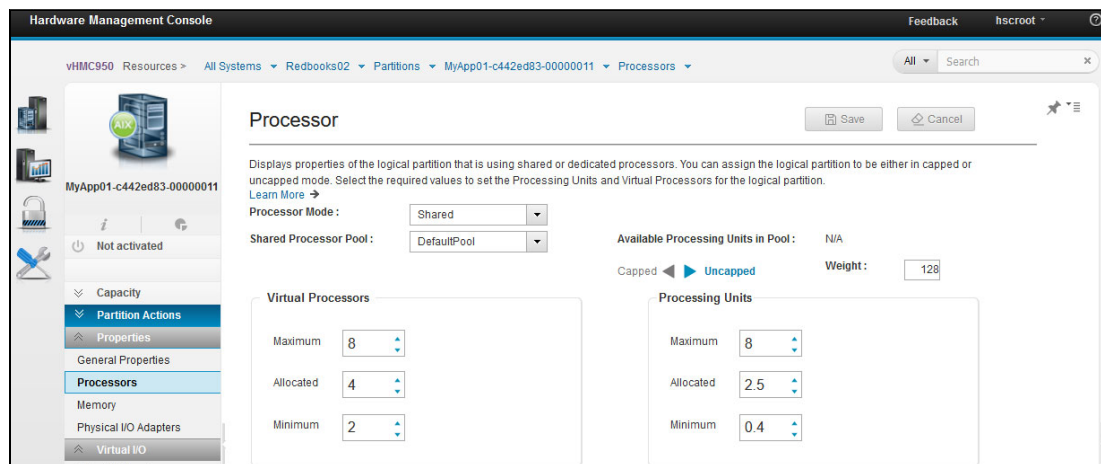 Hardware Management Console
Feedback
hscroot
vHMC950 Resources > All Systems Redbooks02 Partitions MyApp01-c442ed83-00000011 Processors
All
Search
x
AIX
MyApp01-c442ed83-00000011
i
Not activated
Capacity
Partition Actions
Properties
General Properties
Processors
Memory
Physical I/O Adapters
Virtual I/O
Processor
Save
Cancel
Displays properties of the logical partition that is using shared or dedicated processors. You can assign the logical partition to be either in capped or
uncapped mode. Select the required values to set the Processing Units and Virtual Processors for the logical partition.
Learn More →
Processor Mode : Shared
Shared Processor Pool : DefaultPool
Available Processing Units in Pool : N/A
Capped Uncapped
Weight : 128
Virtual Processors
Maximum 8
Allocated 4
Minimum 2
Processing Units
Maximum 8
Allocated 2.5
Minimum 0.4